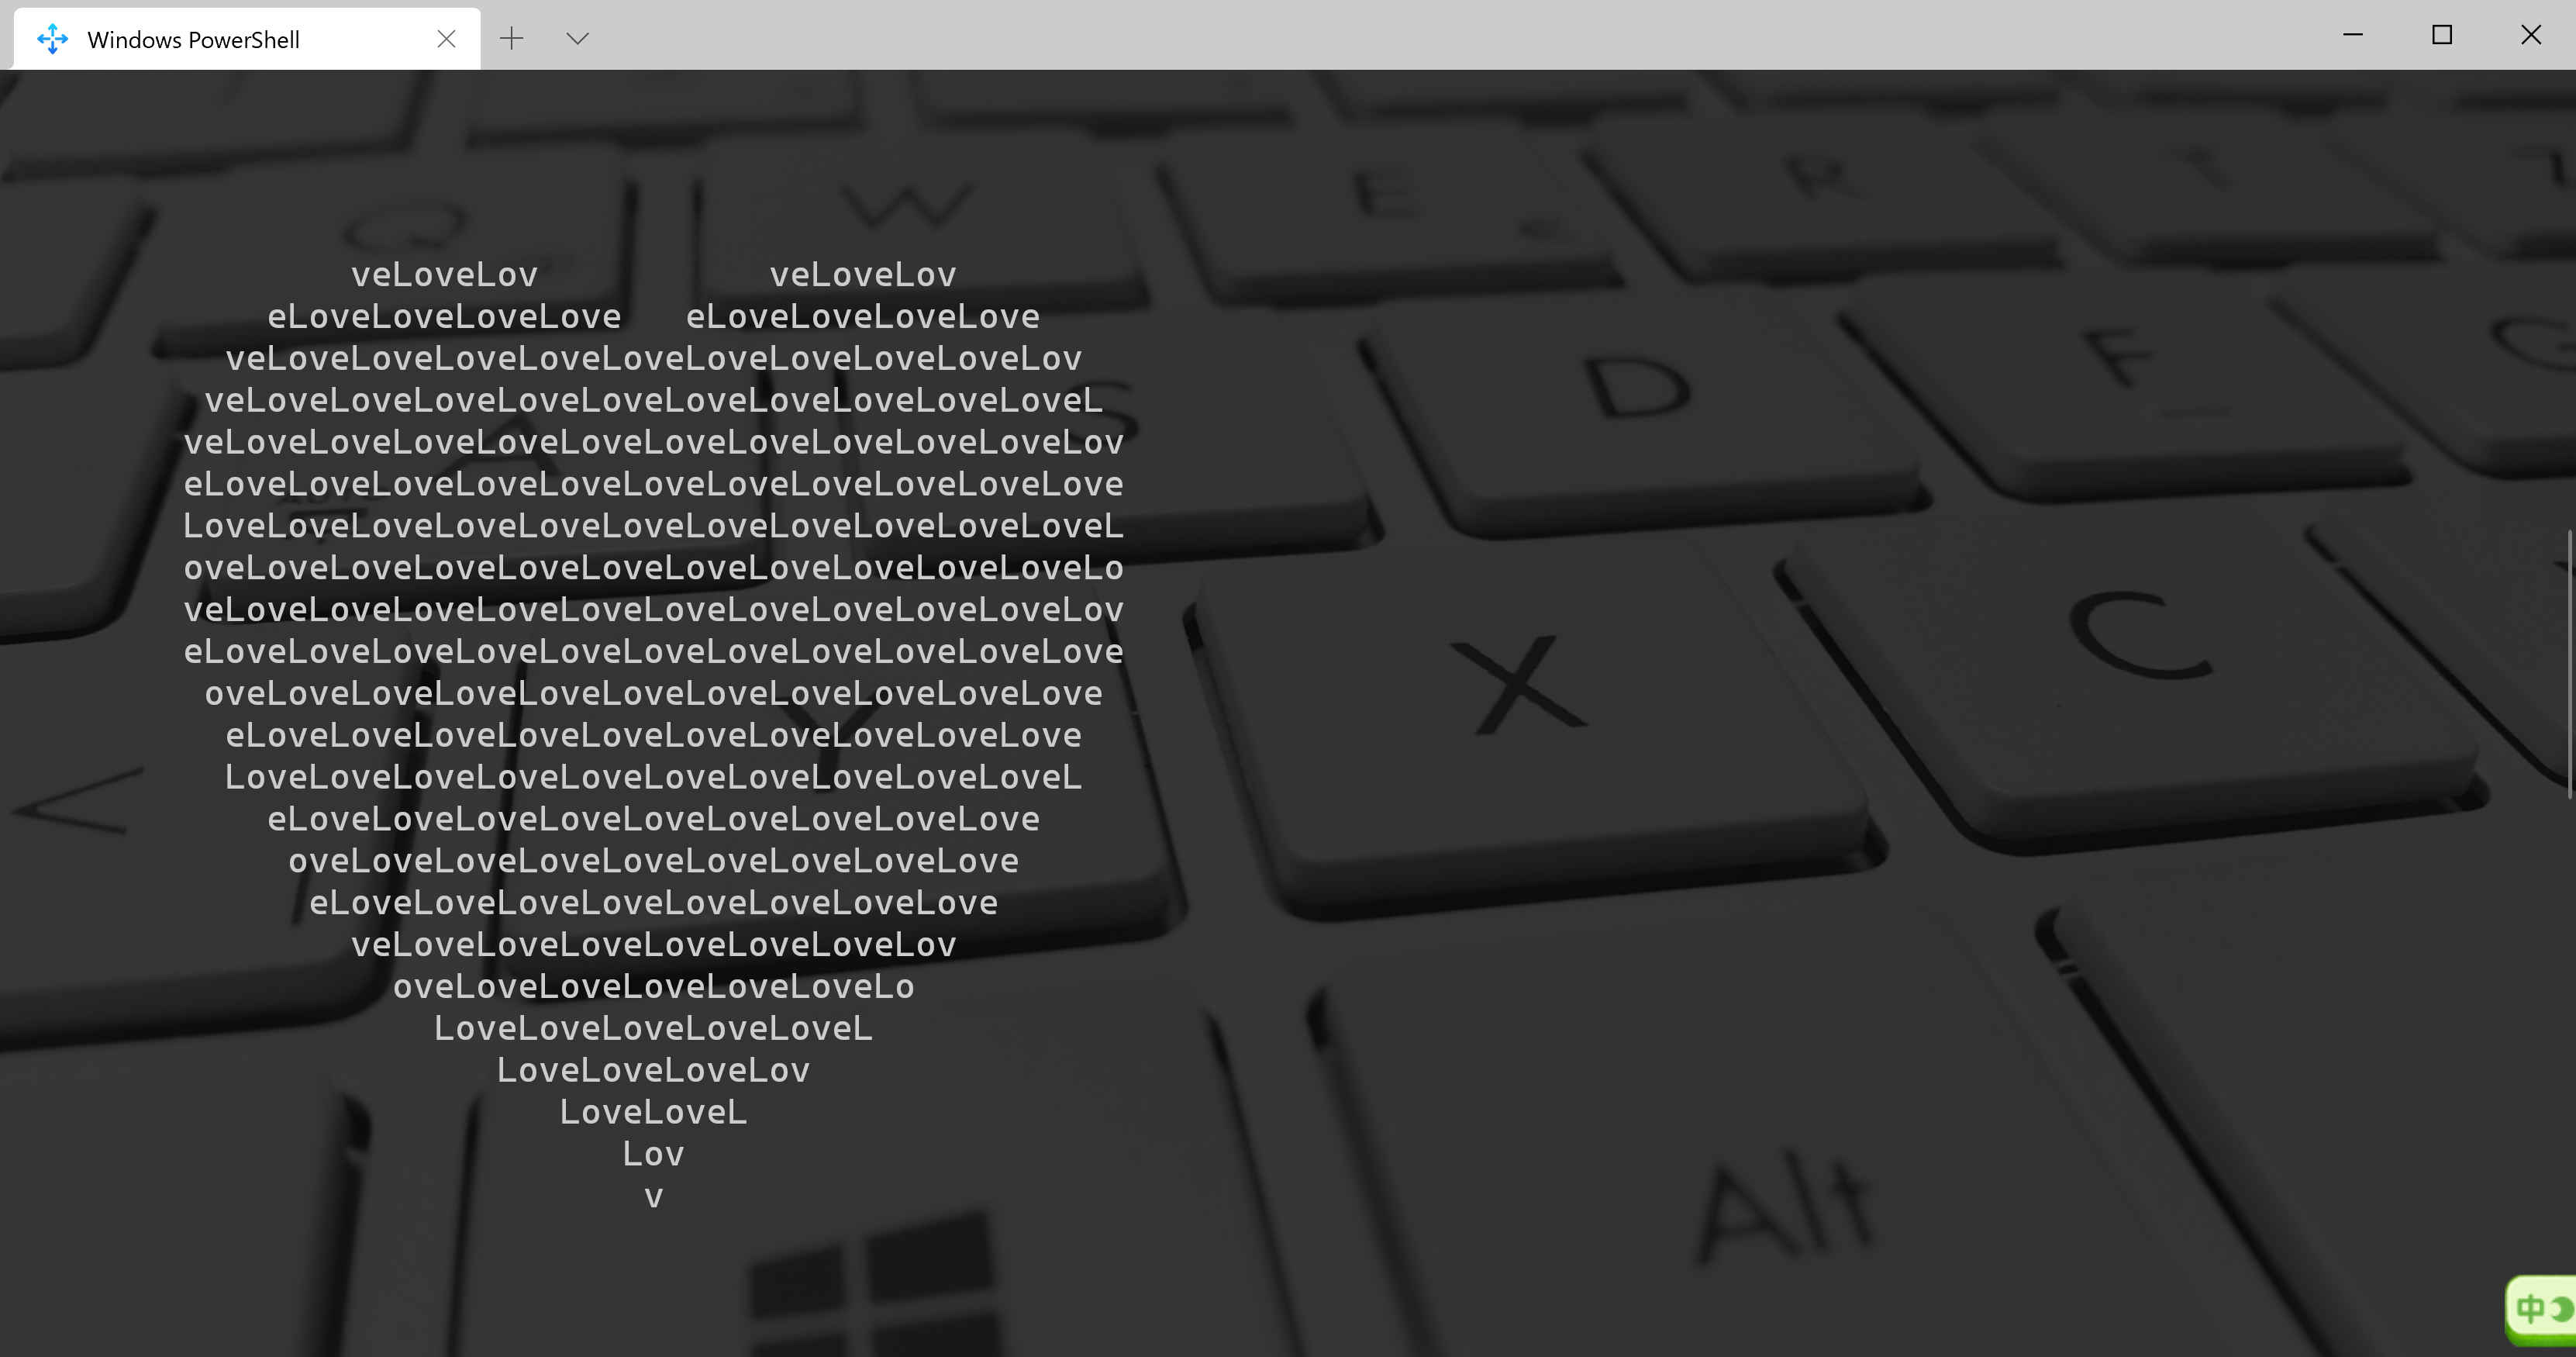 Windows PowerShell
veLoveLov veLoveLov
eLoveLoveLoveLove eLoveLoveLoveLove
veLoveLoveLoveLoveLoveLoveLoveLoveLoveLov
veLoveLoveLoveLoveLoveLoveLoveLoveLoveLoveL
veLoveLoveLoveLoveLoveLoveLoveLoveLoveLoveLov
eLoveLoveLoveLoveLoveLoveLoveLoveLoveLoveLove
LoveLoveLoveLoveLoveLoveLoveLoveLoveLoveLoveL
oveLoveLoveLoveLoveLoveLoveLoveLoveLoveLoveLo
veLoveLoveLoveLoveLoveLoveLoveLoveLoveLoveLov
eLoveLoveLoveLoveLoveLoveLoveLoveLoveLoveLove
oveLoveLoveLoveLoveLoveLoveLoveLoveLoveLove
eLoveLoveLoveLoveLoveLoveLoveLoveLoveLove
LoveLoveLoveLoveLoveLoveLoveLoveLoveLoveL
eLoveLoveLoveLoveLoveLoveLoveLoveLove
oveLoveLoveLoveLoveLoveLoveLoveLove
eLoveLoveLoveLoveLoveLoveLoveLove
veLoveLoveLoveLoveLoveLoveLov
oveLoveLoveLoveLoveLoveLo
LoveLoveLoveLoveLoveL
LoveLoveLoveLov
LoveLoveL
Lov
v
Q W E R
A S D F G
< Y X C
Alt
中